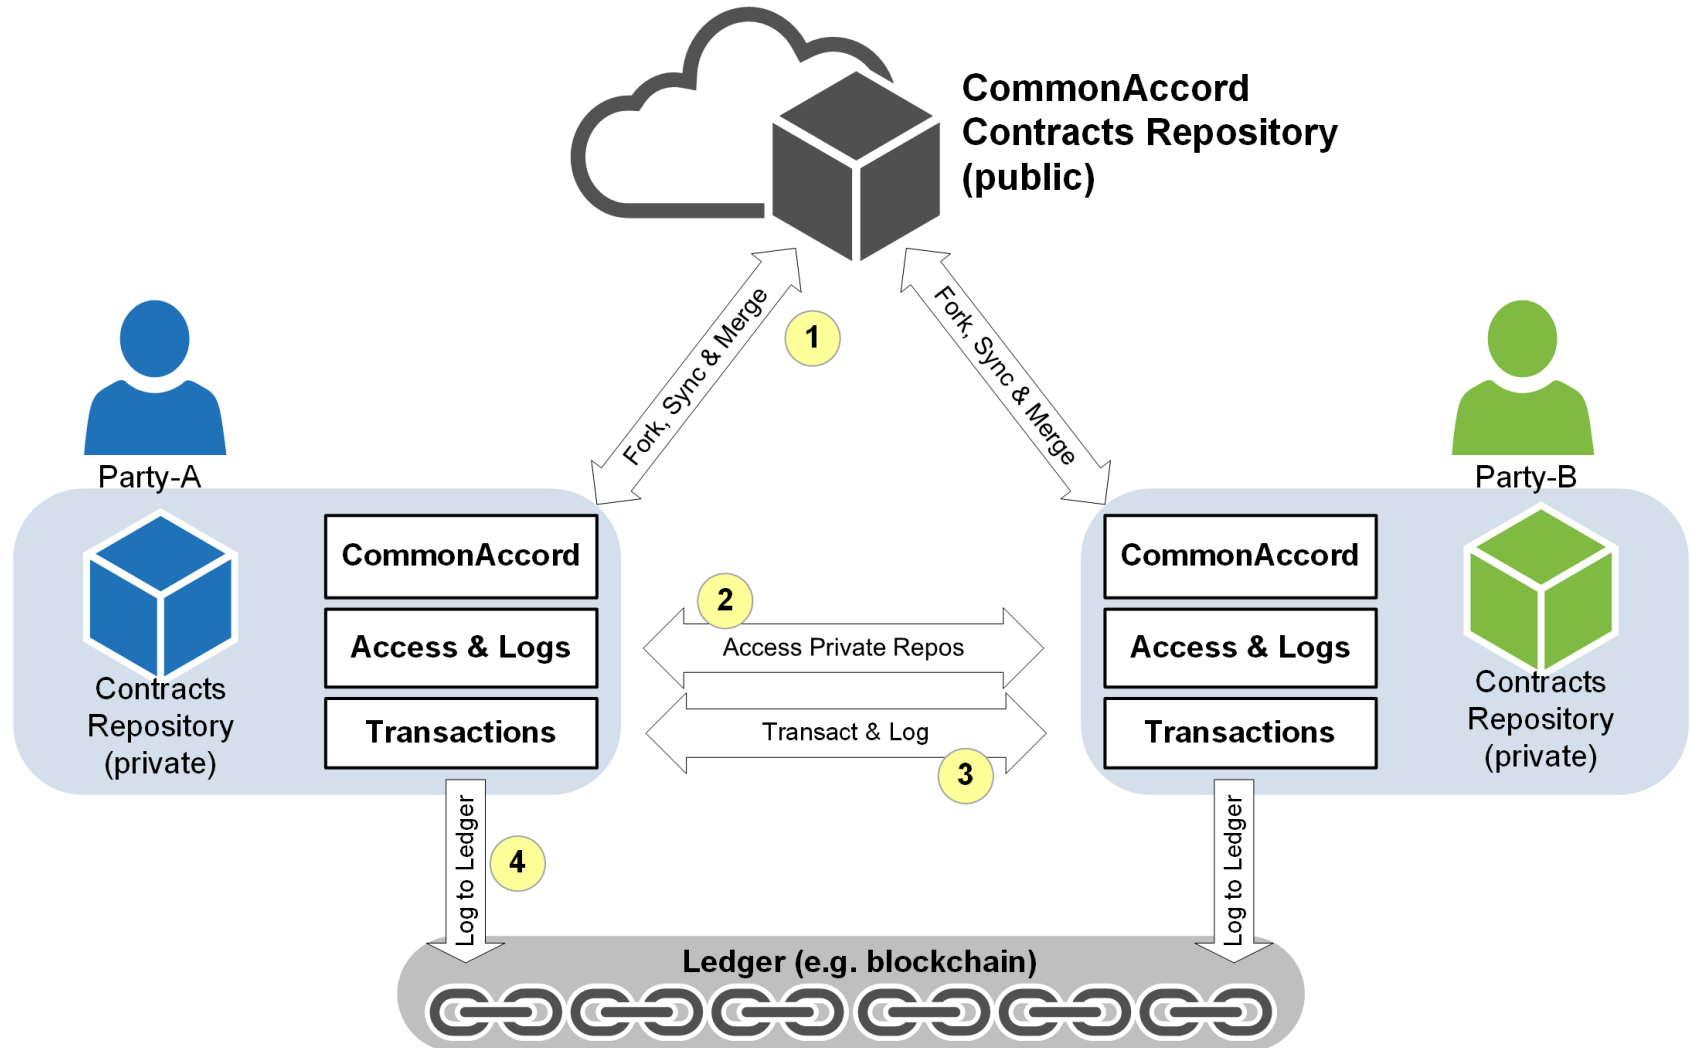 CommonAccord
Contracts Repository
(public)
Fork, Sync & Merge
1
Fork, Sync & Merge
Party-A
Party-B
CommonAccord
Access & Logs
Transactions
Contracts
Repository
(private)
2
Access Private Repos
Transact & Log
3
CommonAccord
Access & Logs
Transactions
Contracts
Repository
(private)
Log to Ledger
4
Log to Ledger
Ledger (e.g. blockchain)